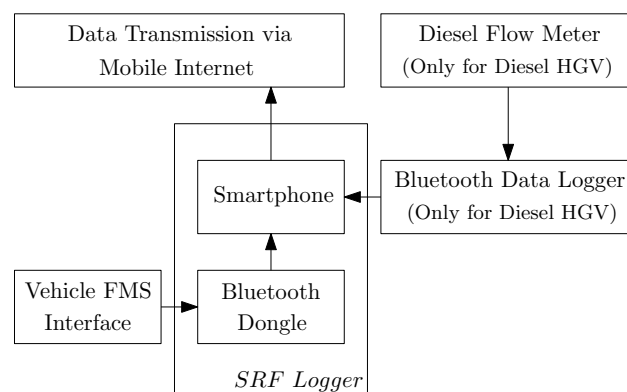 Data Transmission via
Mobile Internet
Diesel Flow Meter
(Only for Diesel HGV)
Smartphone
Bluetooth Data Logger
(Only for Diesel HGV)
Vehicle FMS
Interface
Bluetooth
Dongle
SRF Logger